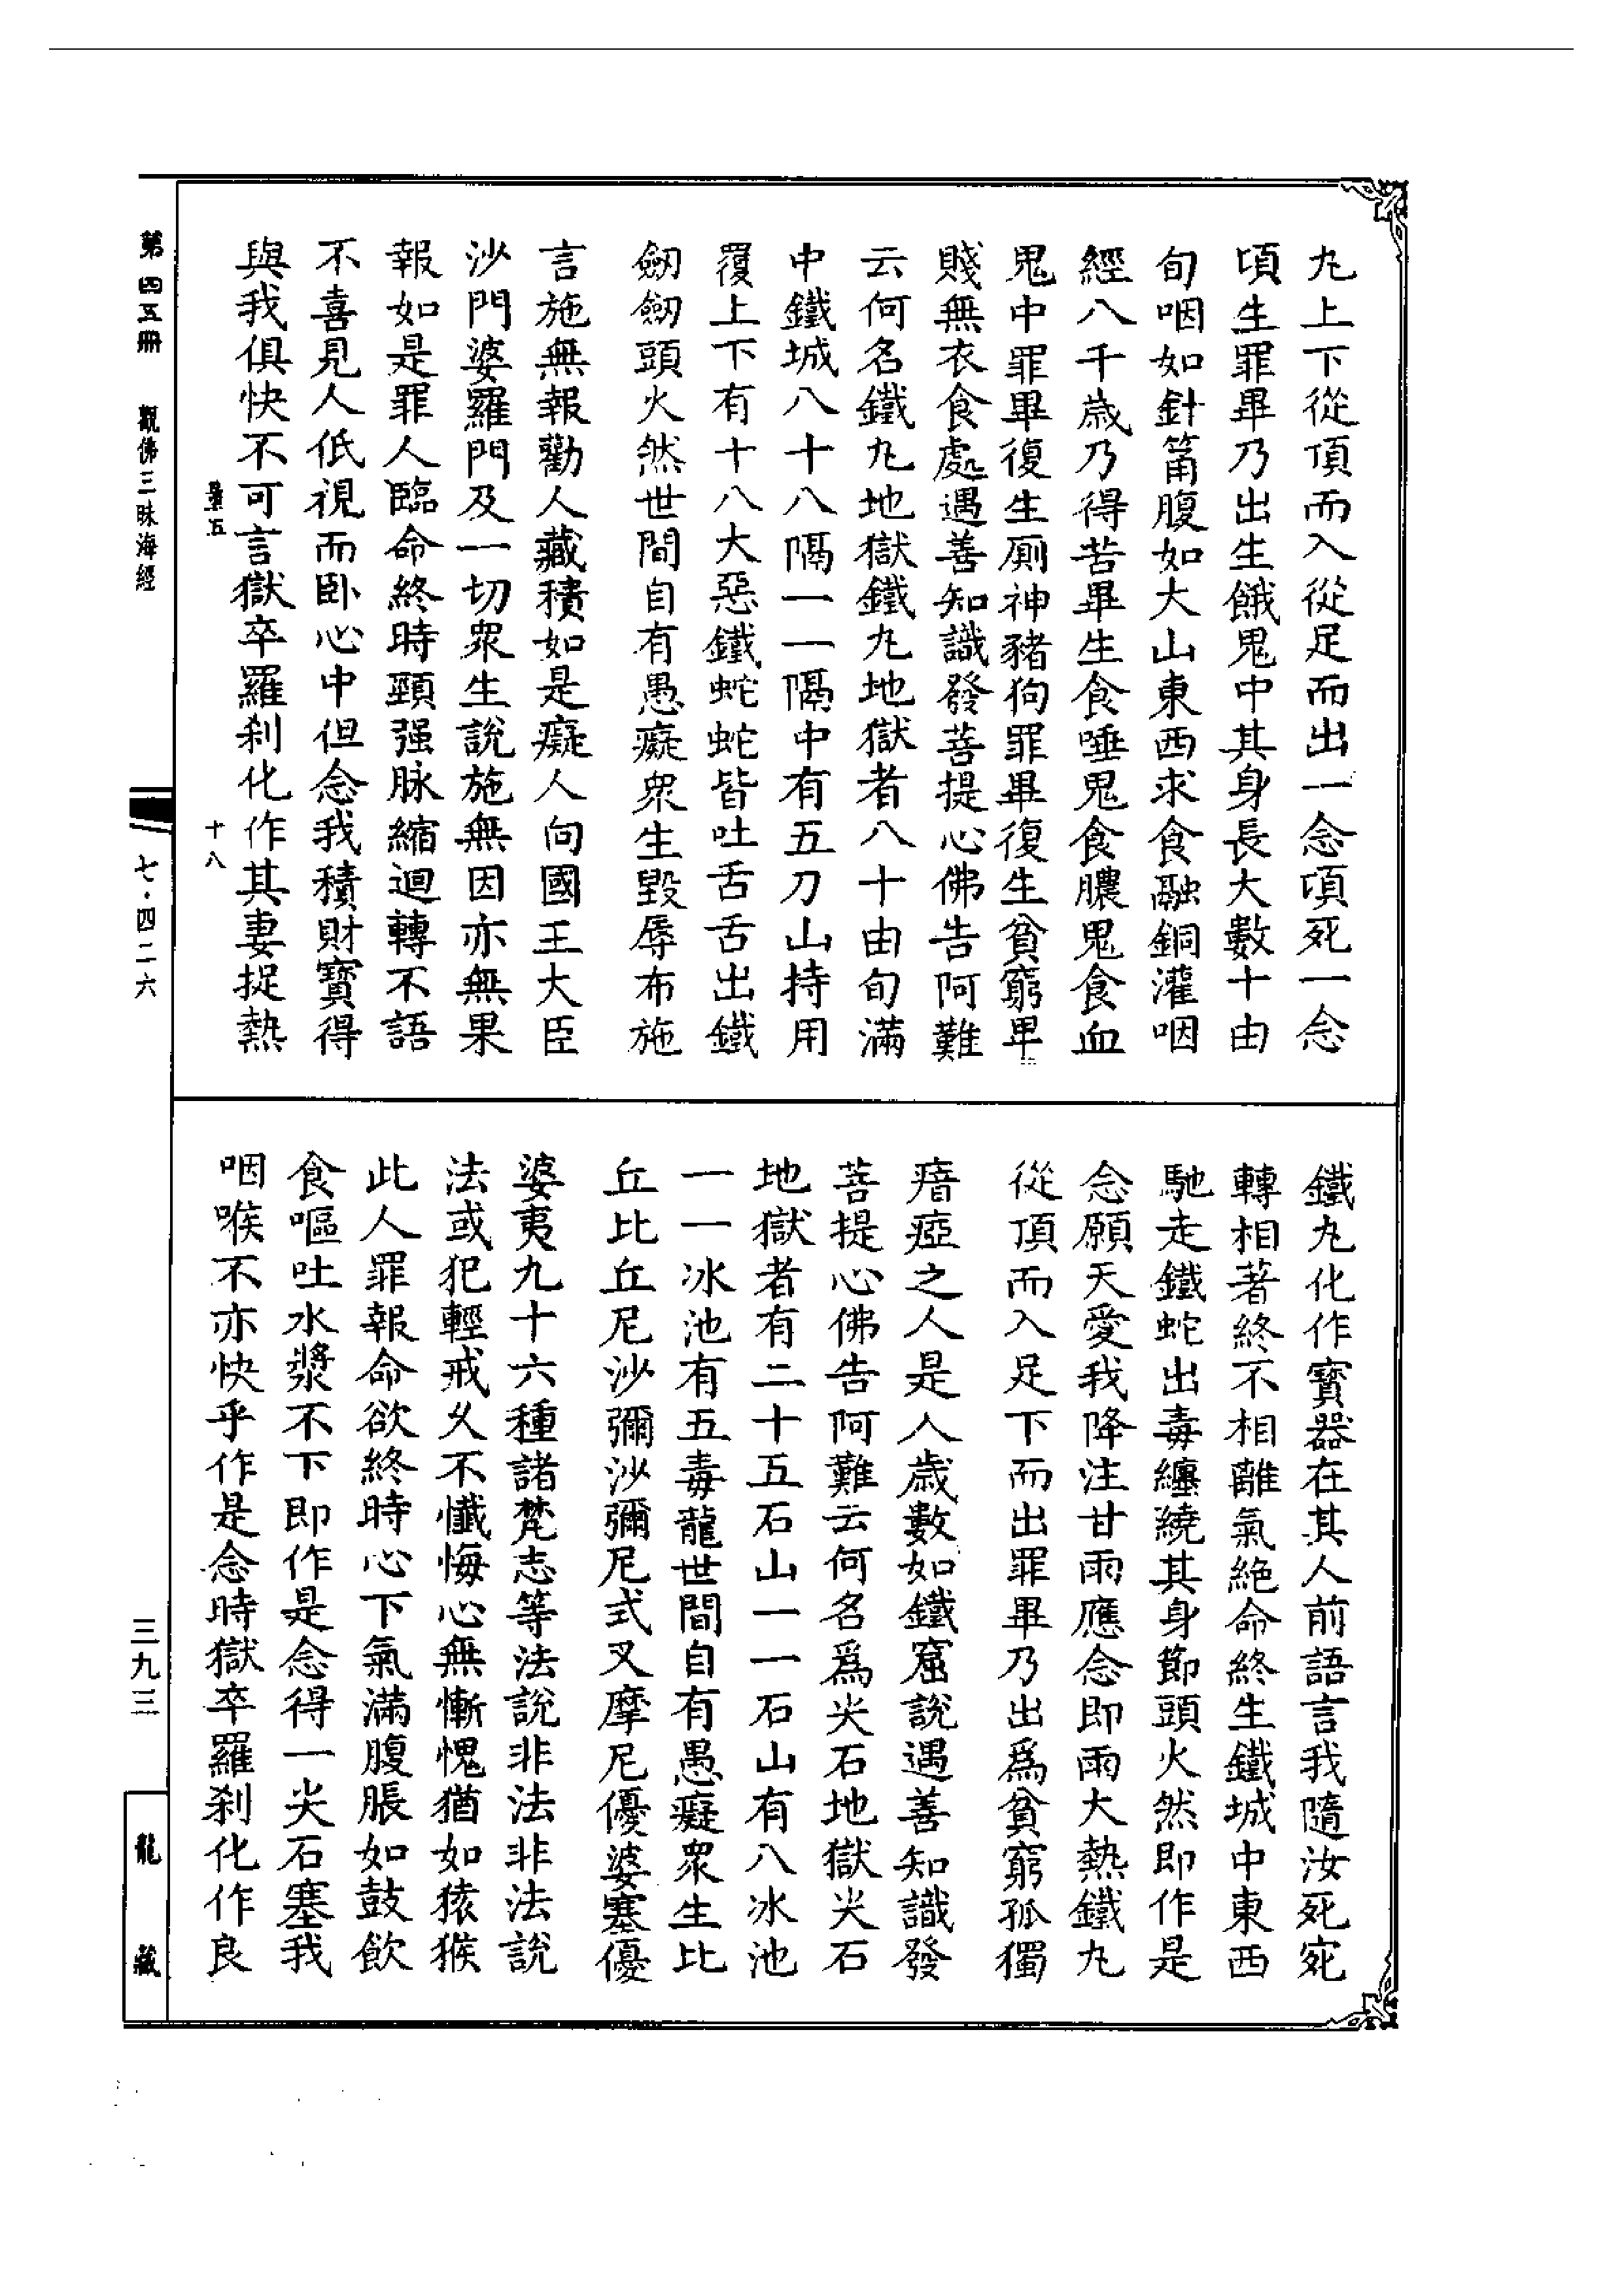 九上下從頂而入從足而出一念頃死一念
頃生罪畢乃出生餓鬼中其身長大數十由
旬咽如針筩腹如大山東西求食融銅灌咽
經八千歲乃得苦畢生食唾鬼食膿鬼食血
鬼中罪畢復生廁神豬狗罪畢復生貧窮卑
賤無衣食處遇善知識發菩提心佛告阿難
云何名鐵九地獄鐵九地獄者八十由旬滿
中鐵城八十八隔一一隔中有五刀山持用
覆上下有十八大惡鐵蛇蛇皆吐舌舌出鐵
劒劒頭火然世間自有愚癡衆生毀辱布施
言施無報勸人藏積如是癡人向國王大臣
沙門婆羅門及一切衆生說施無因亦無果
報如是罪人臨命終時頸强脉縮迴轉不語
不喜見人低視而卧心中但念我積財寶得
與我俱快不可言獄卒羅刹化作其妻捉熱
鐵九化作寶器在其人前語言我隨汝死宛
轉相著終不相離氣絶命終生鐵城中東西
馳走鐵蛇出毒纏繞其身節頭火然即作是
念願天愛我降注甘雨應念即雨大熱鐵九
從頂而入足下而出罪畢乃出爲貧窮孤獨
瘖瘂之人是人歲數如鐵窟說遇善知識發
菩提心佛告阿難云何名爲尖石地獄尖石
地獄者有二十五石山一一石山有八冰池
一一冰池有五毒龍世間自有愚癡衆生比
丘比丘尼沙彌沙彌尼式叉摩尼優婆塞優
婆夷九十六種諸梵志等法說非法非法說
法或犯輕戒久不懺悔心無慚愧猶如猨猴
此人罪報命欲終時心下氣滿腹脹如鼓飲
食嘔吐水漿不下即作是念得一尖石塞我
咽喉不亦快乎作是念時獄卒羅刹化作良
量五
十八
第四五冊 觀佛三昧海經
七·四二六
三九三
龍藏